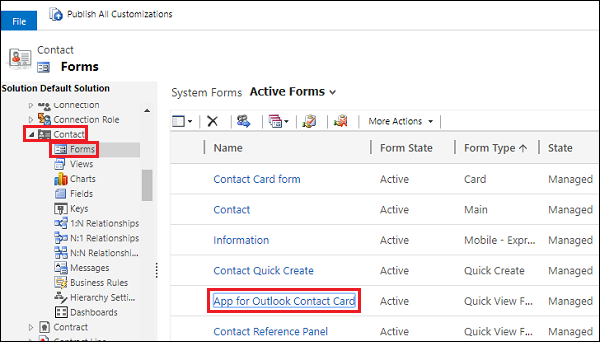 File
Publish All Customizations
Contact
Forms
Solution Default Solution
Connection
Connection Role
Contact
Forms
Views
Charts
Fields
Keys
1:N Relationships
N:1 Relationships
N:N Relationshi...
Messages
Business Rules
Hierarchy Setti...
Dashboards
Contract
System Forms Active Forms
More Actions
Name Form State Form Type State
Contact Card form Active Card Managed
Contact Active Main Managed
Information Active Mobile - Expr... Managed
Contact Quick Create Active Quick Create Managed
App for Outlook Contact Card Active Quick View F... Managed
Contact Reference Panel Active Quick View F... Managed